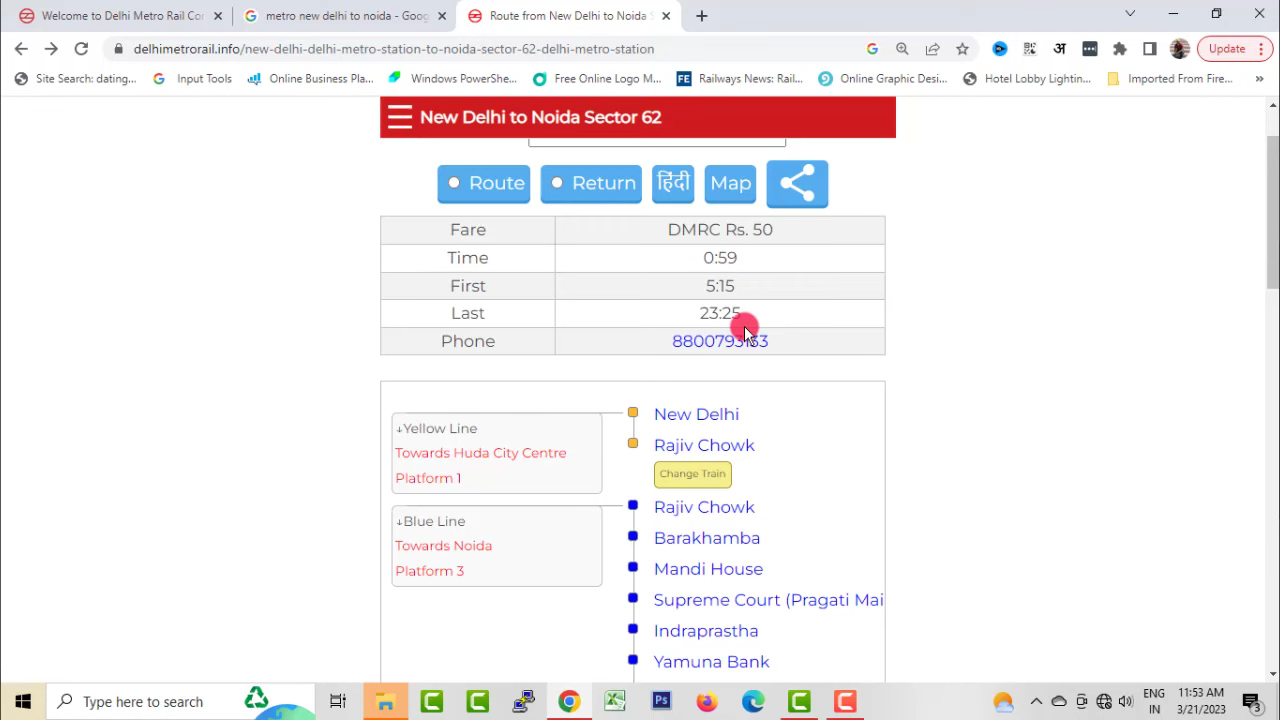 Welcome to Delhi Metro Rail Cor
metro new delhi to noida - Goog
Route from New Delhi to Noida S
delhimetrorail.info/new-delhi-delhi-metro-station-to-noida-sector-62-delhi-metro-station
अ
Update
Site Search: dating...
Input Tools
Online Business Pla...
Windows PowerShe...
Free Online Logo M...
FE
Railways News: Rail...
Online Graphic Desi...
Hotel Lobby Lightin...
Imported From Fire...
New Delhi to Noida Sector 62
Route
Return
हिंदी
Map
Fare DMRC Rs. 50
Time 0:59
First 5:15
Last 23:25
Phone
New Delhi
↓Yellow Line
Rajiv Chowk
Towards Huda City Centre
Change Train
Platform 1
Rajiv Chowk
↓Blue Line
Barakhamba
Towards Noida
Platform 3
Mandi House
Supreme Court (Pragati Mai
Indraprastha
Yamuna Bank
Type here to search
Ps
ENG
IN
11:53 AM
3/21/2023
3